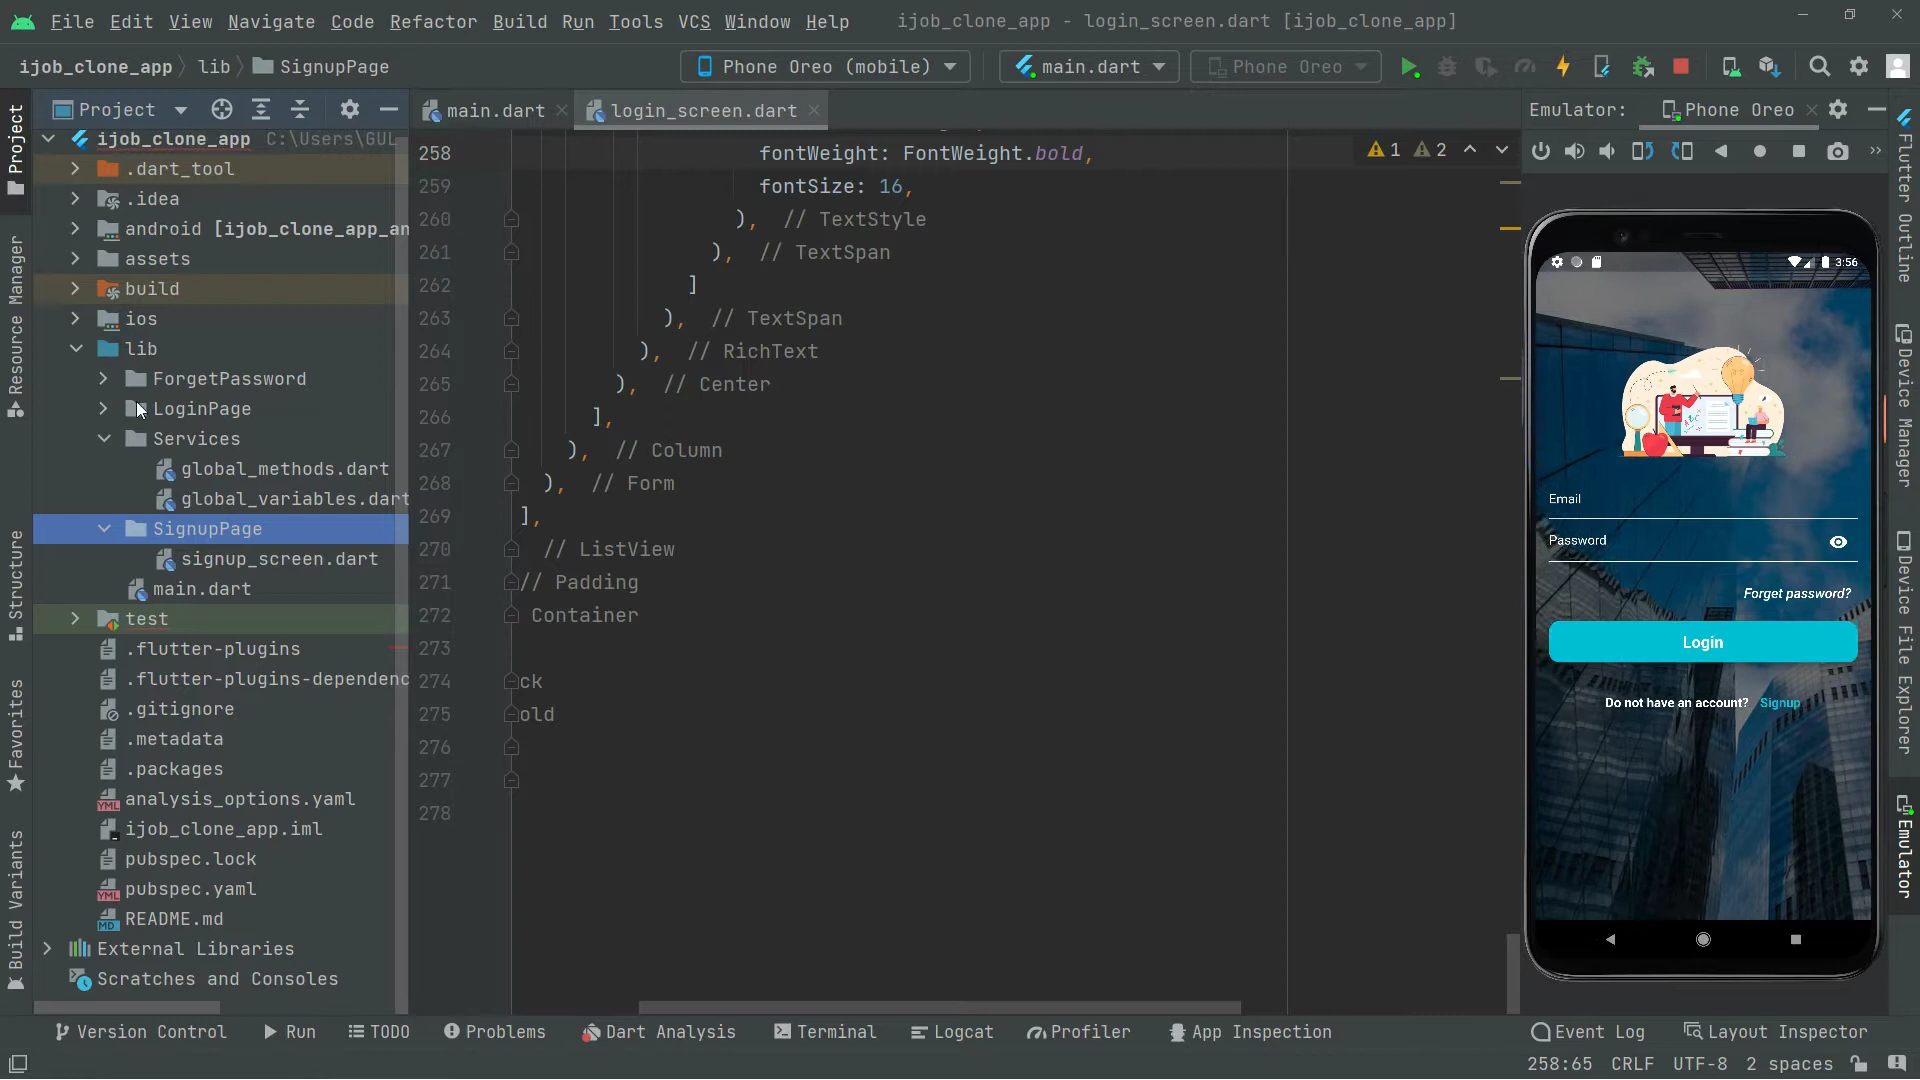 File Edit View Navigate Code Refactor Build Run Tools VCS Window Help ijob_clone_app - login_screen.dart [ijob_clone_app]
ijob_clone_app lib SignupPage Phone Oreo (mobile) main.dart Phone Oreo
Project main.dart login_screen.dart Emulator: Phone Oreo
ijob_clone_app C:\Users\GUL
.dart_tool
.idea
android [ijob_clone_app_an
assets
build
ios
lib
ForgetPassword
LoginPage
Services
global_methods.dart
global_variables.dart
SignupPage
signup_screen.dart
main.dart
test
.flutter-plugins
.flutter-plugins-dependenc
.gitignore
.metadata
.packages
analysis_options.yaml
ijob_clone_app.iml
pubspec.lock
pubspec.yaml
README.md
External Libraries
Scratches and Consoles
Project
Resource Manager
Structure
Favorites
Build Variants
1 2
258 fontWeight: FontWeight.bold,
259 fontSize: 16,
260 ), // TextStyle
261 ), // TextSpan
262 ]
263 ), // TextSpan
264 ), // RichText
265 ), // Center
266 ],
267 ), // Column
268 ), // Form
269 ],
270 // ListView
271 // Padding
272 Container
273
274 ck
275 old
276
277
278
3:56
Email
Password
Forget password?
Login
Do not have an account? Signup
Flutter Outline
Device Manager
Device File Explorer
Emulator
Version Control Run TODO Problems Dart Analysis Terminal Logcat Profiler App Inspection Event Log Layout Inspector
258:65 CRLF UTF-8 2 spaces